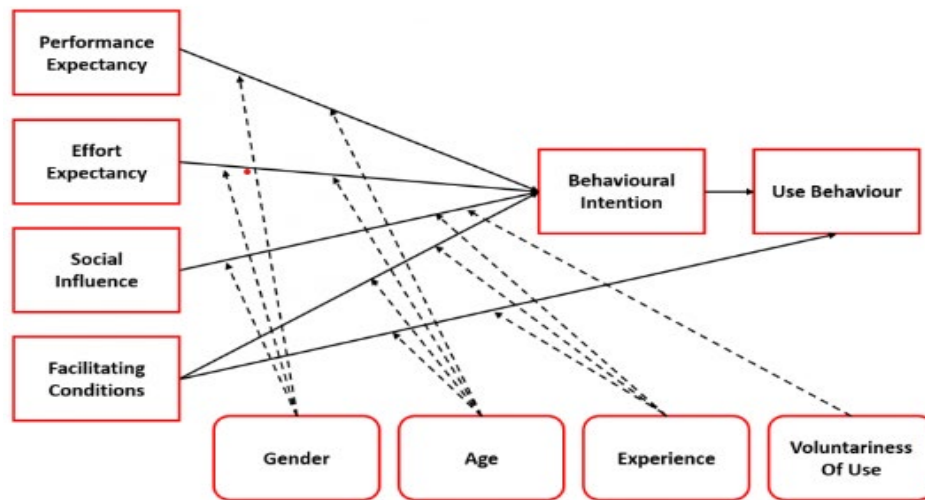 Performance
Expectancy
Effort
Expectancy
Social
Influence
Facilitating
Conditions
Behavioural
Intention
Use Behaviour
Gender
Age
Experience
Voluntariness
Of Use